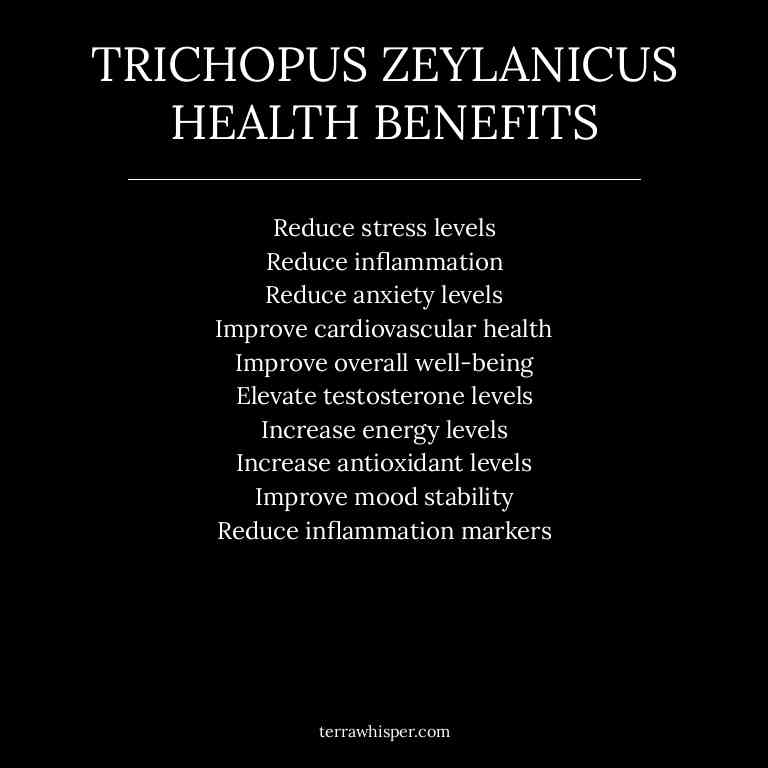 TRICHOPUS ZEYLANICUS
HEALTH BENEFITS
Reduce stress levels
Reduce inflammation
Reduce anxiety levels
Improve cardiovascular health
Improve overall well-being
Elevate testosterone levels
Increase energy levels
Increase antioxidant levels
Improve mood stability
Reduce inflammation markers
terrawhisper.com